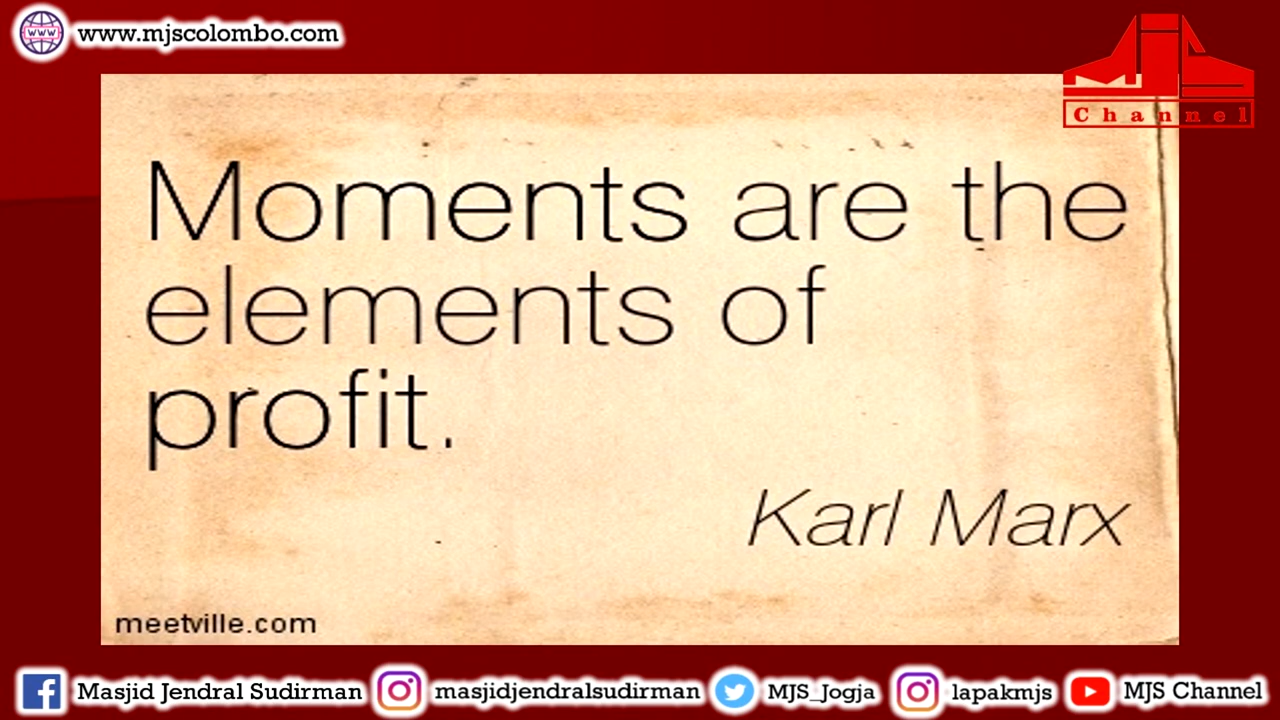 www.mjscolombo.com
MJS
Channel
Moments are the
elements of
profit.
Karl Marx
meetville.com
Masjid Jendral Sudirman masjidjendralsudirman MJS_Jogja lapakmjs MJS Channel